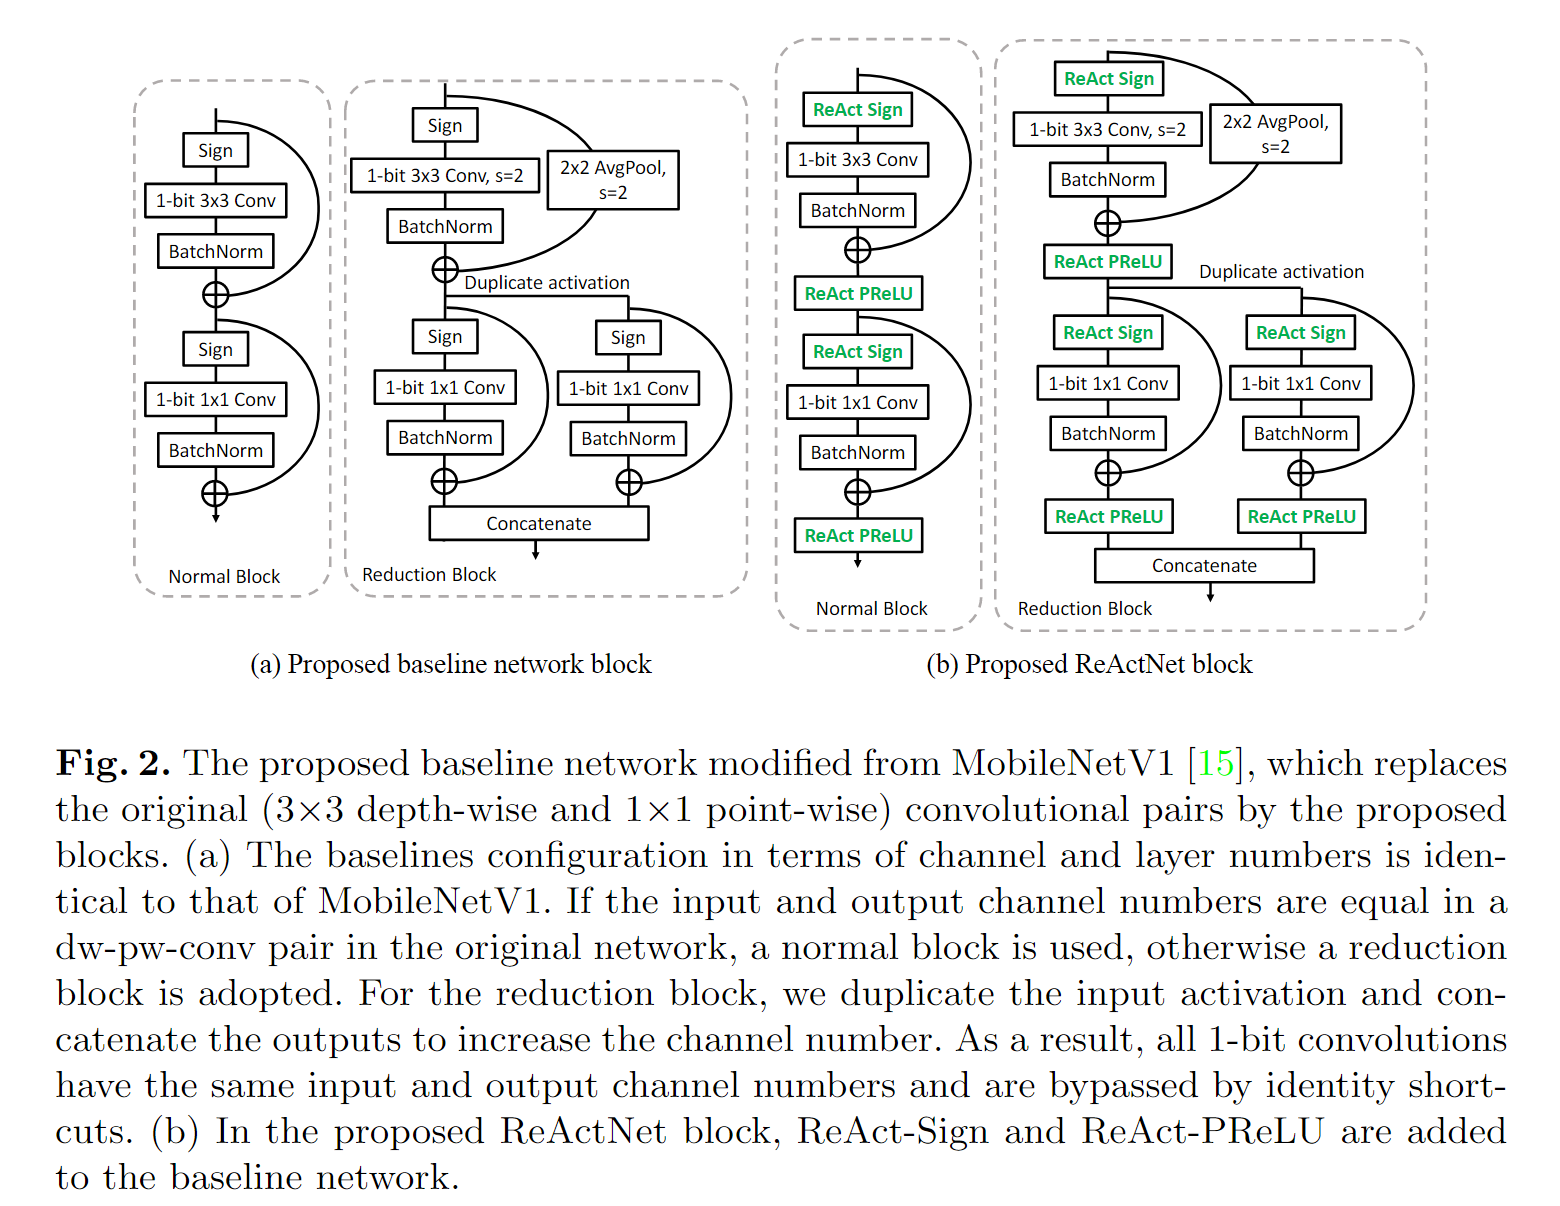 Sign
1-bit 3x3 Conv
BatchNorm
Sign
1-bit 1x1 Conv
BatchNorm
Normal Block
Sign
1-bit 3x3 Conv, s=2
BatchNorm
2x2 AvgPool,
s=2
Duplicate activation
Sign
1-bit 1x1 Conv
BatchNorm
Sign
1-bit 1x1 Conv
BatchNorm
Concatenate
Reduction Block
(a) Proposed baseline network block
ReAct Sign
1-bit 3x3 Conv
BatchNorm
ReAct PReLU
ReAct Sign
1-bit 1x1 Conv
BatchNorm
ReAct PReLU
Normal Block
ReAct Sign
1-bit 3x3 Conv, s=2
BatchNorm
2x2 AvgPool,
s=2
ReAct PReLU
Duplicate activation
ReAct Sign
1-bit 1x1 Conv
BatchNorm
ReAct PReLU
ReAct Sign
1-bit 1x1 Conv
BatchNorm
ReAct PReLU
Concatenate
Reduction Block
(b) Proposed ReActNet block
Fig. 2. The proposed baseline network modified from MobileNetV1 [15], which replaces
the original (3×3 depth-wise and 1×1 point-wise) convolutional pairs by the proposed
blocks. (a) The baselines configuration in terms of channel and layer numbers is iden-
tical to that of MobileNetV1. If the input and output channel numbers are equal in a
dw-pw-conv pair in the original network, a normal block is used, otherwise a reduction
block is adopted. For the reduction block, we duplicate the input activation and con-
catenate the outputs to increase the channel number. As a result, all 1-bit convolutions
have the same input and output channel numbers and are bypassed by identity short-
cuts. (b) In the proposed ReActNet block, ReAct-Sign and ReAct-PReLU are added
to the baseline network.